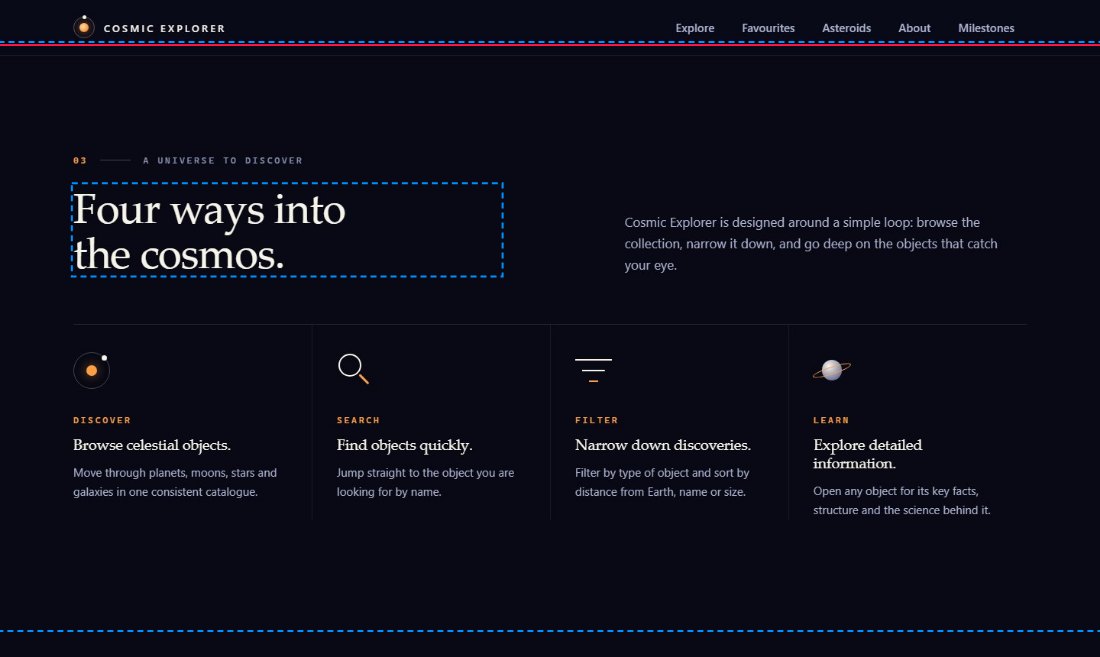 COSMIC EXPLORER
Explore Favourites Asteroids About Milestones
03 A UNIVERSE TO DISCOVER
Four ways into
the cosmos.
Cosmic Explorer is designed around a simple loop: browse the
collection, narrow it down, and go deep on the objects that catch
your eye.
DISCOVER
Browse celestial objects.
Move through planets, moons, stars and
galaxies in one consistent catalogue.
SEARCH
Find objects quickly.
Jump straight to the object you are
looking for by name.
FILTER
Narrow down discoveries.
Filter by type of object and sort by
distance from Earth, name or size.
LEARN
Explore detailed
information.
Open any object for its key facts,
structure and the science behind it.